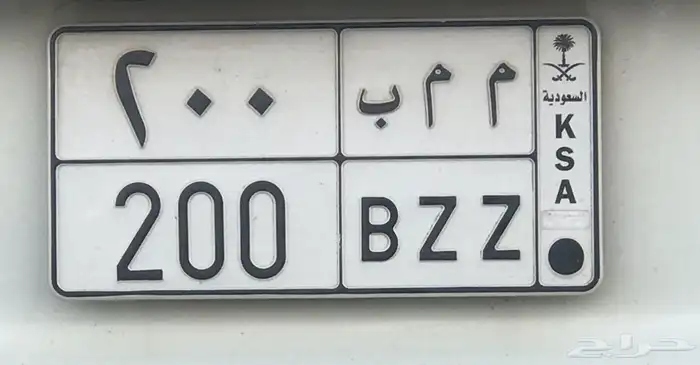 ٢٠٠ م م ب
200 BZZ
السعودية
K
S
A
حراج